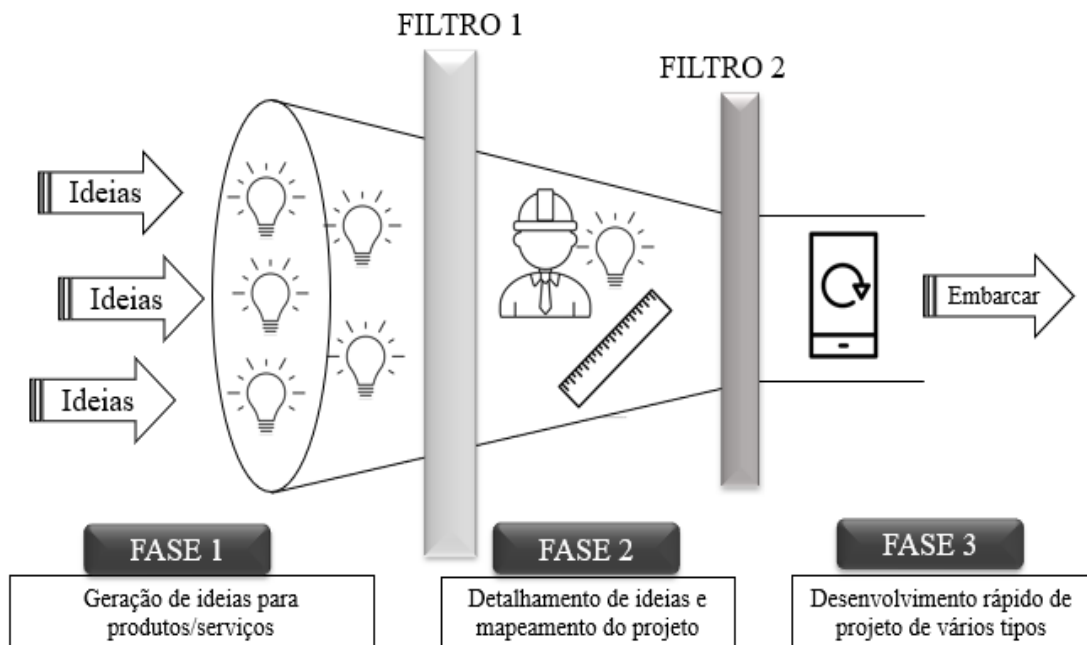 FILTRO 1
FILTRO 2
Ideias
Ideias
Ideias
Embarcar
FASE 1
Geração de ideias para
produtos/serviços
FASE 2
Detalhamento de ideias e
mapeamento do projeto
FASE 3
Desenvolvimento rápido de
projeto de vários tipos